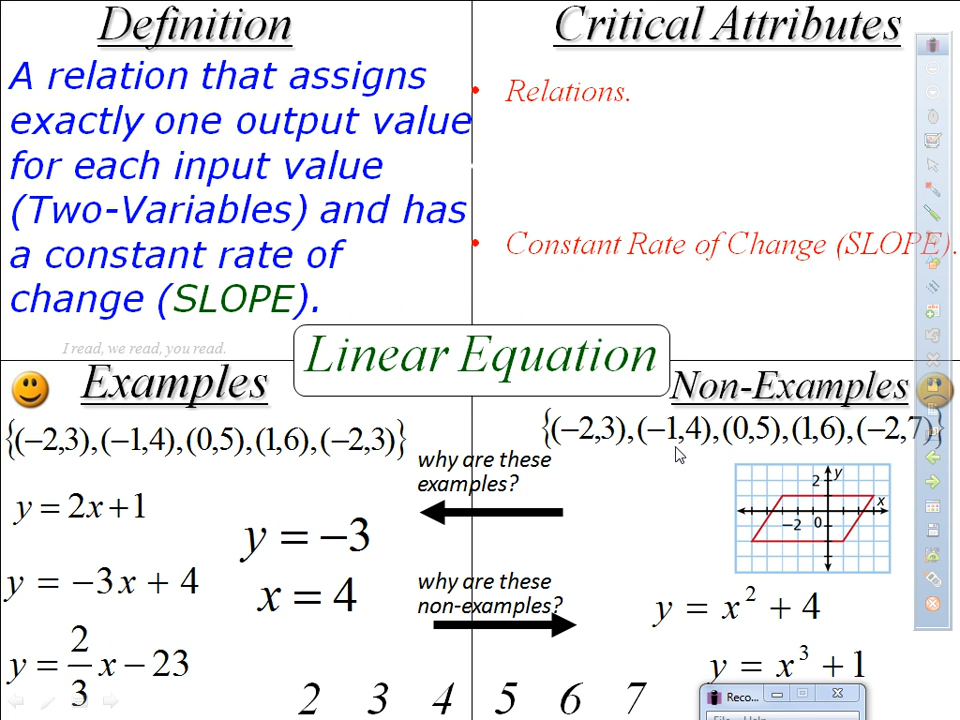 Definition
A relation that assigns
exactly one output value
for each input value
(Two-Variables) and has
a constant rate of
change (SLOPE).
I read, we read, you read.
Critical Attributes
• Relations.
• Constant Rate of Change (SLOPE).
Linear Equation
Examples
{(−2,3),(−1,4),(0,5),(1,6),(−2,3)}
y = 2x+1
y = −3x + 4
y = 2/3 x − 23
y = −3
x = 4
why are these
examples?
why are these
non-examples?
Non-Examples
{(−2,3),(−1,4),(0,5),(1,6),(−2,7)}
2 y
x
−2 0
y = x² + 4
y = x³ + 1
2 3 4 5 6 7
Reco...